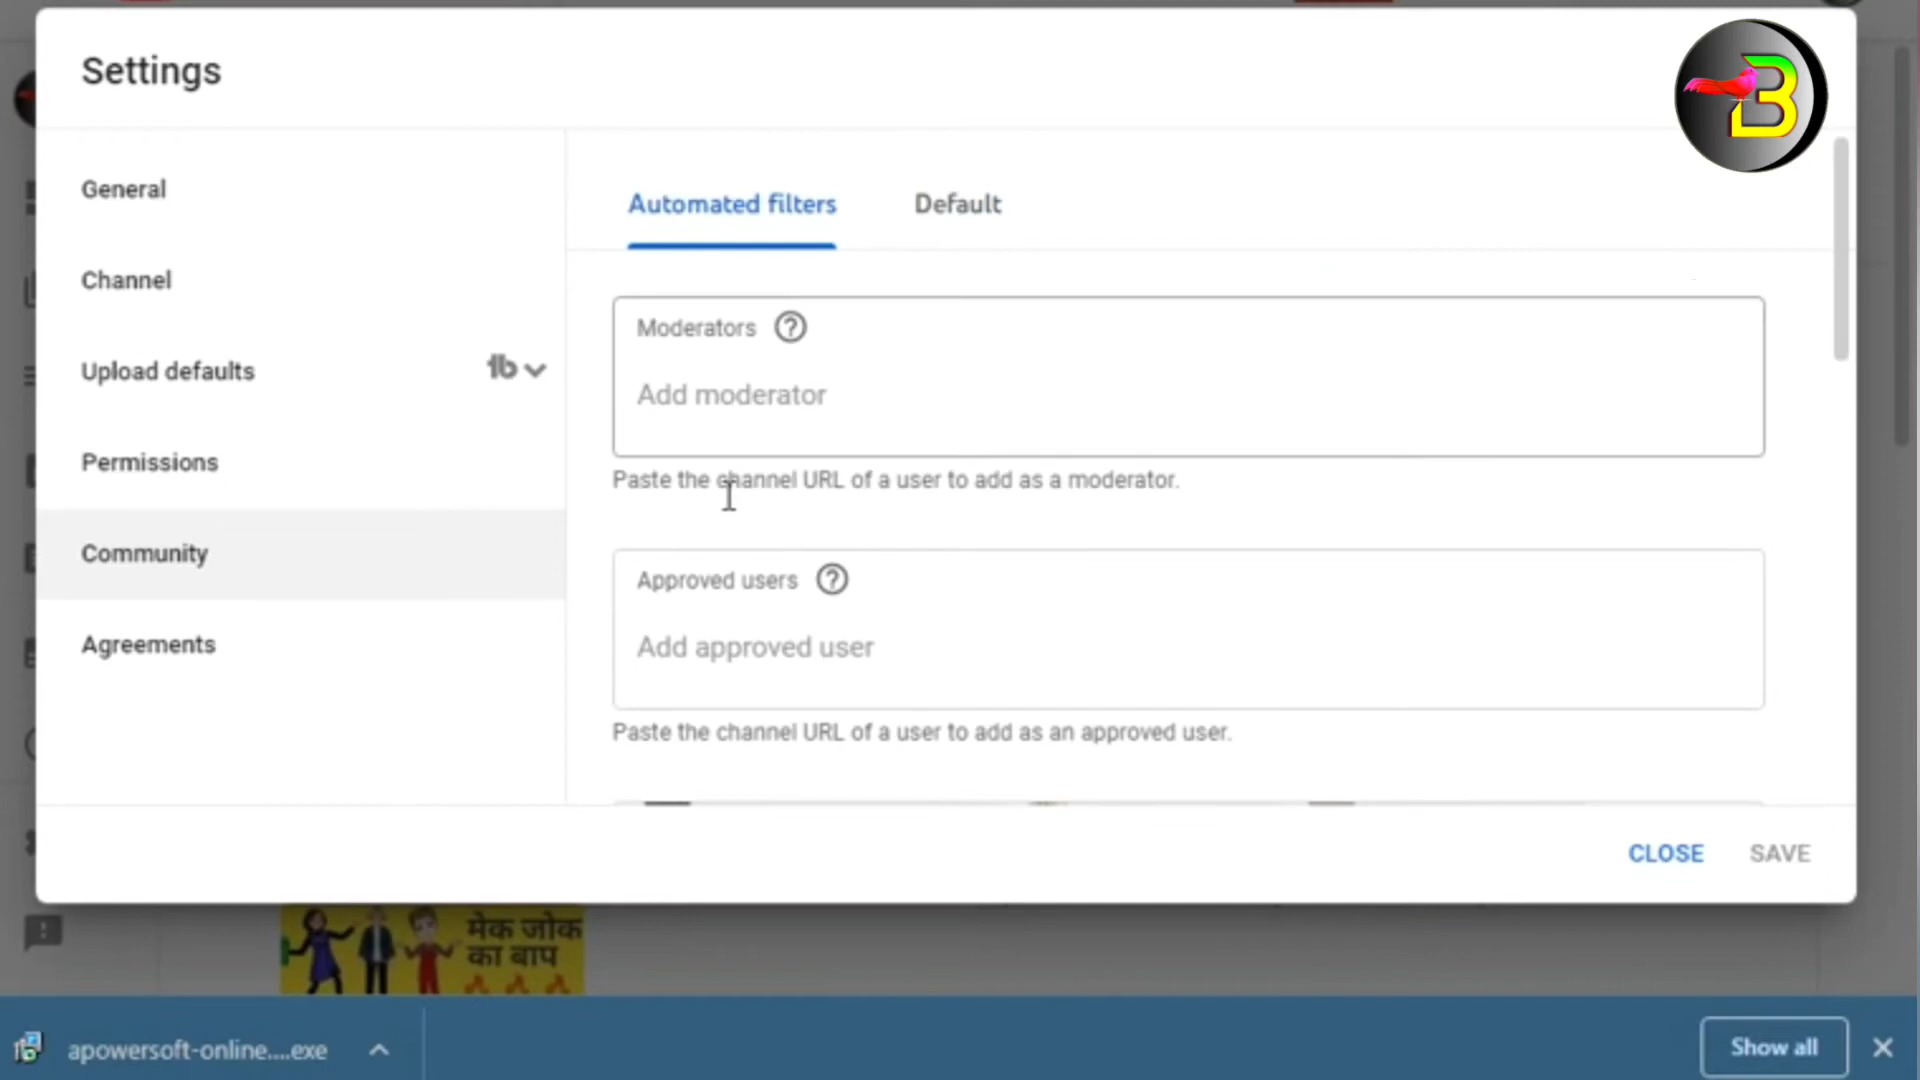 Settings
B
General
Channel
Upload defaults
tb
Permissions
Community
Agreements
Automated filters
Default
Moderators
Add moderator
Paste the channel URL of a user to add as a moderator.
Approved users
Add approved user
Paste the channel URL of a user to add as an approved user.
CLOSE
SAVE
मेक जोक
का बाप
apowersoft-online....exe
Show all